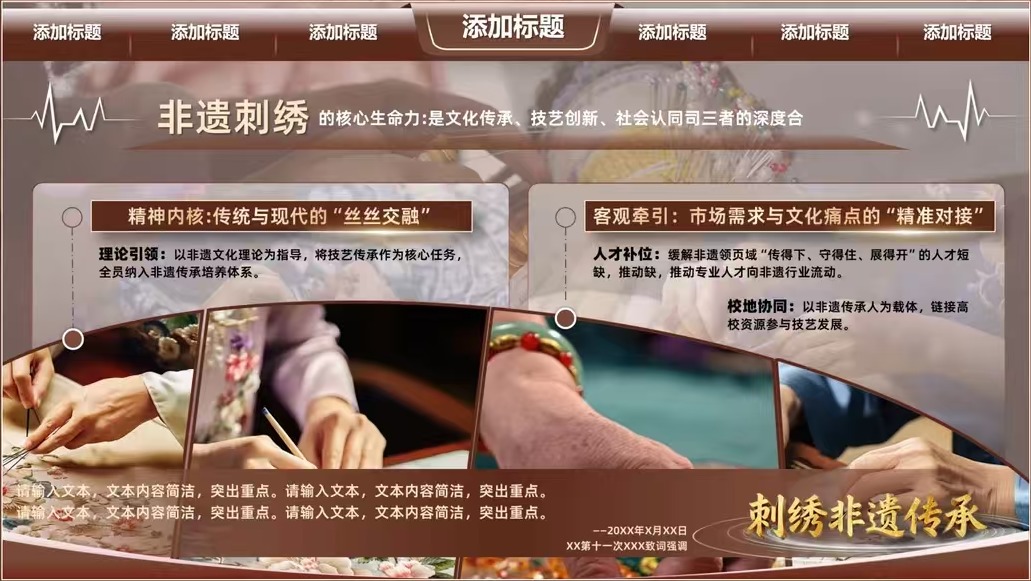 添加标题 添加标题 添加标题 添加标题 添加标题 添加标题 添加标题
非遗刺绣 的核心生命力:是文化传承、技艺创新、社会认同司三者的深度合
精神内核:传统与现代的“丝丝交融”
理论引领：以非遗文化理论为指导，将技艺传承作为核心任务，
全员纳入非遗传承培养体系。
客观牵引：市场需求与文化痛点的“精准对接”
人才补位：缓解非遗领页域“传得下、守得住、展得开”的人才短
缺，推动缺，推动专业人才向非遗行业流动。
校地协同：以非遗传承人为载体，链接高
校资源参与技艺发展。
请输入文本，文本内容简洁，突出重点。请输入文本，文本内容简洁，突出重点。
请输入文本，文本内容简洁，突出重点。请输入文本，文本内容简洁，突出重点。
——20XX年X月XX日
XX第十一次XXX致词强调
刺绣非遗传承